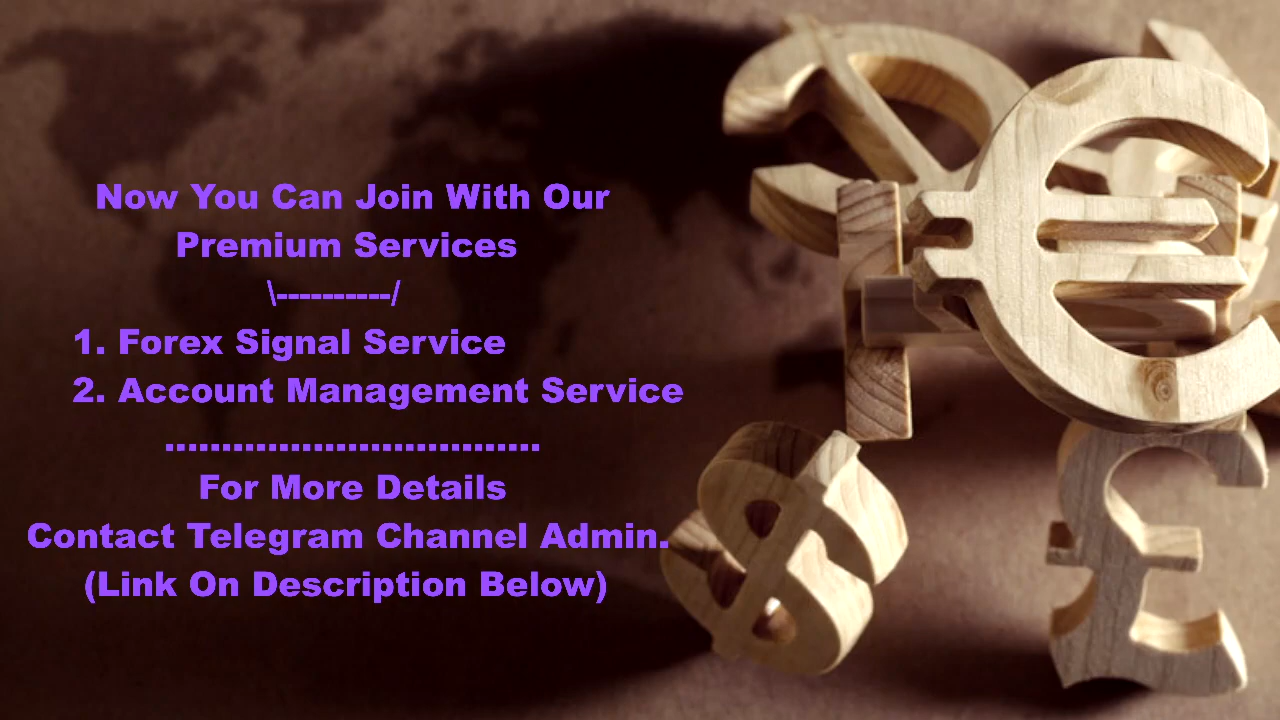 Now You Can Join With Our
Premium Services
\----------/
1. Forex Signal Service
2. Account Management Service
.................................
For More Details
Contact Telegram Channel Admin.
(Link On Description Below)